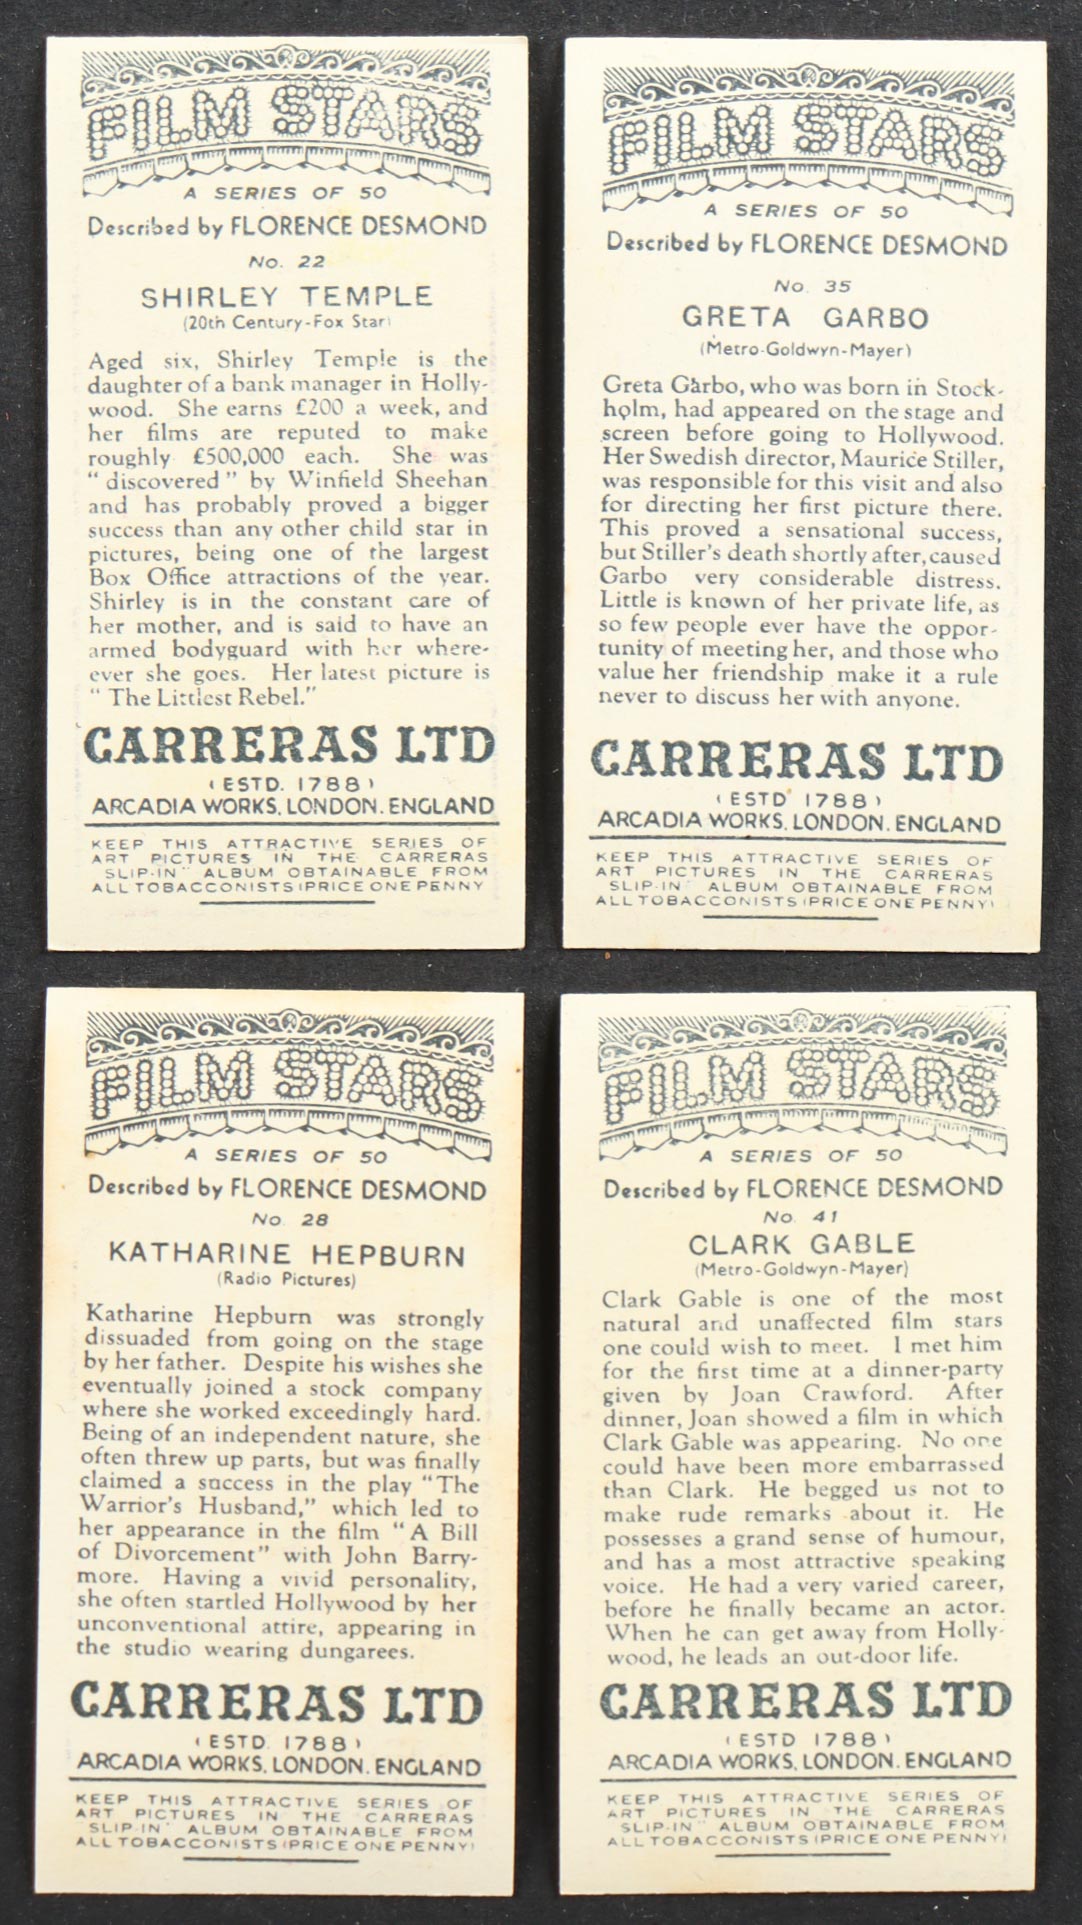 FILM STARS
A SERIES OF 50
Described by FLORENCE DESMOND
No. 22
SHIRLEY TEMPLE
(20th Century-Fox Star)
Aged six, Shirley Temple is the
daughter of a bank manager in Holly-
wood. She earns £200 a week, and
her films are reputed to make
roughly £500,000 each. She was
"discovered" by Winfield Sheehan
and has probably proved a bigger
success than any other child star in
pictures, being one of the largest
Box Office attractions of the year.
Shirley is in the constant care of
her mother, and is said to have an
armed bodyguard with her where-
ever she goes. Her latest picture is
"The Littlest Rebel."
CARRERAS LTD
(ESTD. 1788)
ARCADIA WORKS, LONDON. ENGLAND
KEEP THIS ATTRACTIVE SERIES OF
ART PICTURES IN THE CARRERAS
SLIP-IN" ALBUM OBTAINABLE FROM
ALL TOBACCONISTS (PRICE ONE PENNY
FILM STARS
A SERIES OF 50
Described by FLORENCE DESMOND
No. 35
GRETA GARBO
(Metro-Goldwyn-Mayer)
Greta Garbo, who was born in Stock-
holm, had appeared on the stage and
screen before going to Hollywood.
Her Swedish director, Maurice Stiller,
was responsible for this visit and also
for directing her first picture there.
This proved a sensational success,
but Stiller's death shortly after, caused
Garbo very considerable distress.
Little is known of her private life, as
so few people ever have the oppor-
tunity of meeting her, and those who
value her friendship make it a rule
never to discuss her with anyone.
CARRERAS LTD
(ESTD 1788)
ARCADIA WORKS, LONDON. ENGLAND
KEEP THIS ATTRACTIVE SERIES OF
ART PICTURES IN THE CARRERAS
SLIP-IN" ALBUM OBTAINABLE FROM
ALL TOBACCONISTS (PRICE ONE PENNY)
FILM STARS
A SERIES OF 50
Described by FLORENCE DESMOND
No. 28
KATHARINE HEPBURN
(Radio Pictures)
Katharine Hepburn was strongly
dissuaded from going on the stage
by her father. Despite his wishes she
eventually joined a stock company
where she worked exceedingly hard.
Being of an independent nature, she
often threw up parts, but was finally
claimed a success in the play "The
Warrior's Husband," which led to
her appearance in the film "A Bill
of Divorcement" with John Barry-
more. Having a vivid personality,
she often startled Hollywood by her
unconventional attire, appearing in
the studio wearing dungarees.
CARRERAS LTD
(ESTD. 1788)
ARCADIA WORKS, LONDON. ENGLAND
KEEP THIS ATTRACTIVE SERIES OF
ART PICTURES IN THE CARRERAS
SLIP-IN" ALBUM OBTAINABLE FROM
ALL TOBACCONISTS (PRICE ONE PENNY)
FILM STARS
A SERIES OF 50
Described by FLORENCE DESMOND
No. 41
CLARK GABLE
(Metro-Goldwyn-Mayer)
Clark Gable is one of the most
natural and unaffected film stars
one could wish to meet. I met him
for the first time at a dinner-party
given by Joan Crawford. After
dinner, Joan showed a film in which
Clark Gable was appearing. No one
could have been more embarrassed
than Clark. He begged us not to
make rude remarks about it. He
possesses a grand sense of humour,
and has a most attractive speaking
voice. He had a very varied career,
before he finally became an actor.
When he can get away from Holly-
wood, he leads an out-door life.
CARRERAS LTD
(ESTD 1788)
ARCADIA WORKS, LONDON. ENGLAND
KEEP THIS ATTRACTIVE SERIES OF
ART PICTURES IN THE CARRERAS
SLIP-IN" ALBUM OBTAINABLE FROM
ALL TOBACCONISTS (PRICE ONE PENNY)